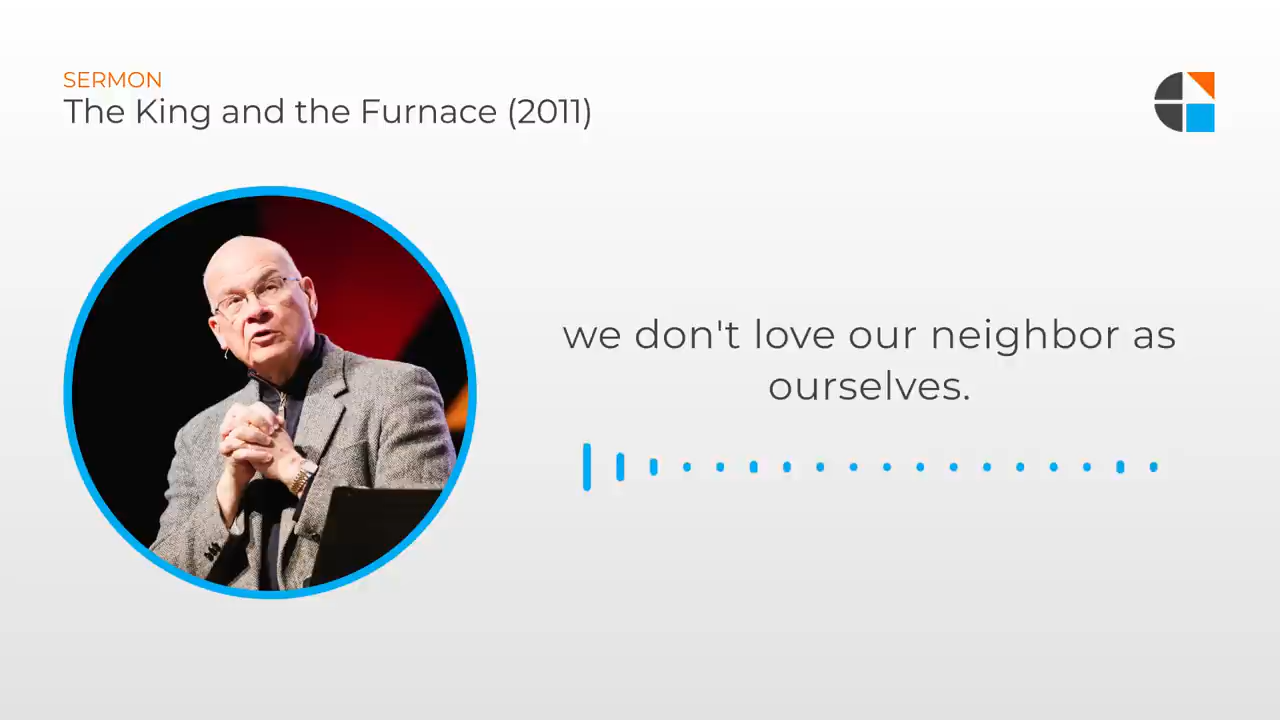 SERMON
The King and the Furnace (2011)
we don't love our neighbor as
ourselves.